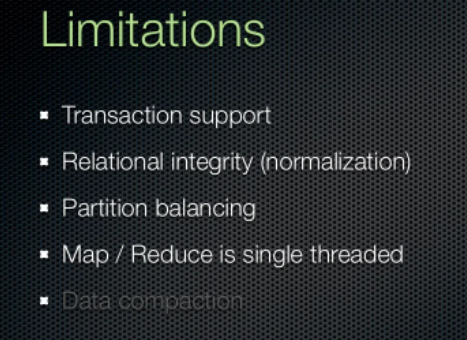 Limitations
Transaction support
Relational integrity (normalization)
Partition balancing
Map / Reduce is single threaded
Data compaction